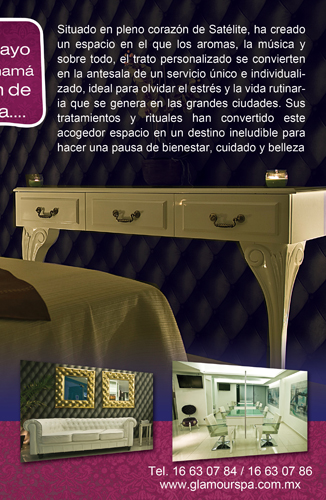 ayo
amá
n de
a....
Situado en pleno corazón de Satélite, ha creado
un espacio en el que los aromas, la música y
sobre todo, el trato personalizado se convierten
en la antesala de un servicio único e individuali-
zado, ideal para olvidar el estrés y la vida rutina-
ria que se genera en las grandes ciudades. Sus
tratamientos y rituales han convertido este
acogedor espacio en un destino ineludible para
hacer una pausa de bienestar, cuidado y belleza
Tel. 16 63 07 84 / 16 63 07 86
www.glamourspa.com.mx